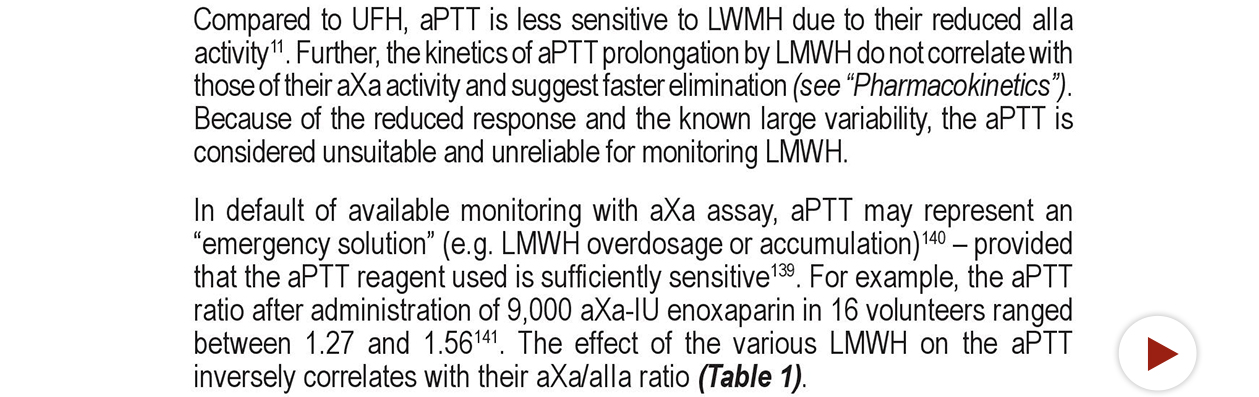 Compared to UFH, aPTT is less sensitive to LWMH due to their reduced aIIa
activity¹¹. Further, the kinetics of aPTT prolongation by LMWH do not correlate with
those of their aXa activity and suggest faster elimination (see “Pharmacokinetics”).
Because of the reduced response and the known large variability, the aPTT is
considered unsuitable and unreliable for monitoring LMWH.
In default of available monitoring with aXa assay, aPTT may represent an
“emergency solution” (e.g. LMWH overdosage or accumulation)¹⁴⁰ – provided
that the aPTT reagent used is sufficiently sensitive¹³⁹. For example, the aPTT
ratio after administration of 9,000 aXa-IU enoxaparin in 16 volunteers ranged
between 1.27 and 1.56¹⁴¹. The effect of the various LMWH on the aPTT
inversely correlates with their aXa/aIIa ratio (Table 1).